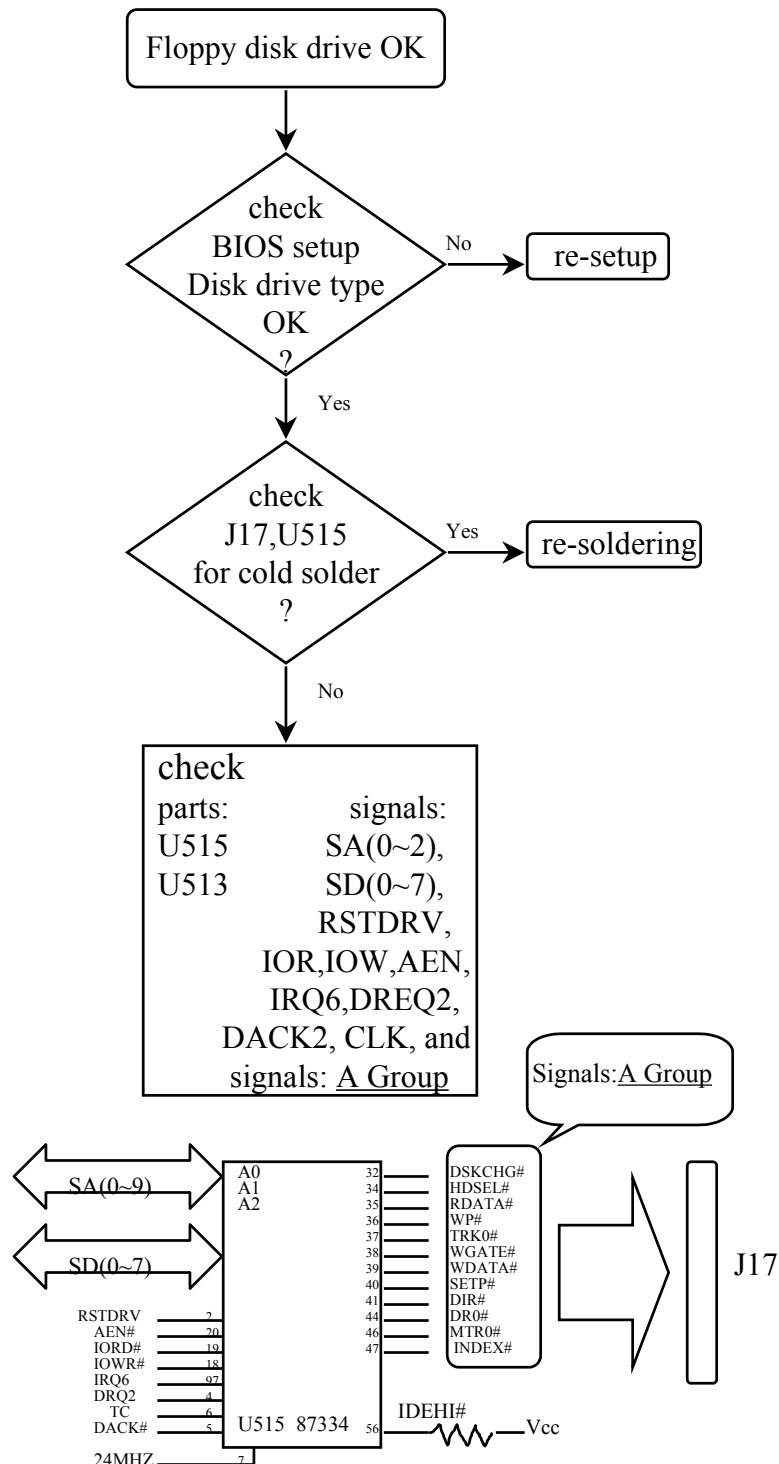 Floppy disk drive OK
check
BIOS setup
Disk drive type
OK
?
No
re-setup
Yes
check
J17,U515
for cold solder
?
Yes
re-soldering
No
check
parts: signals:
U515 SA(0~2),
U513 SD(0~7),
RSTDRV,
IOR,IOW,AEN,
IRQ6,DREQ2,
DACK2, CLK, and
signals: A Group
Signals:A Group
SA(0~9)
SD(0~7)
A0
A1
A2
32 DSKCHG#
34 HDSEL#
35 RDATA#
36 WP#
37 TRK0#
38 WGATE#
39 WDATA#
40 SETP#
41 DIR#
44 DR0#
46 MTR0#
47 INDEX#
J17
RSTDRV 2
AEN# 20
IORD# 19
IOWR# 18
IRQ6 97
DRQ2 4
TC 6
DACK# 5
U515 87334
56 IDEHI# Vcc
24MHZ 7